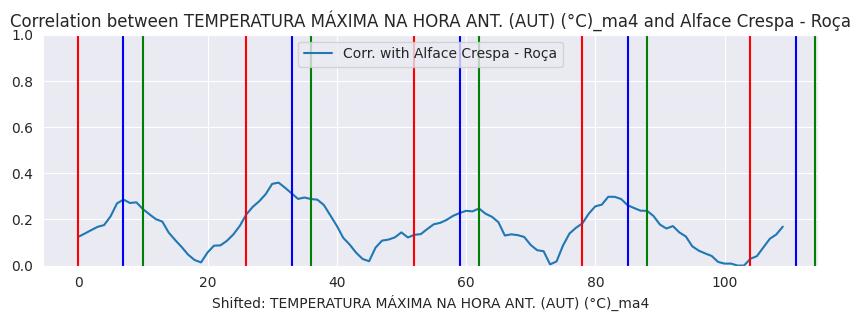 Correlation between TEMPERATURA MÁXIMA NA HORA ANT. (AUT) (°C)_ma4 and Alface Crespa - Roça
1.0
Corr. with Alface Crespa - Roça
0.8
0.6
0.4
0.2
0.0
0 20 40 60 80 100
Shifted: TEMPERATURA MÁXIMA NA HORA ANT. (AUT) (°C)_ma4